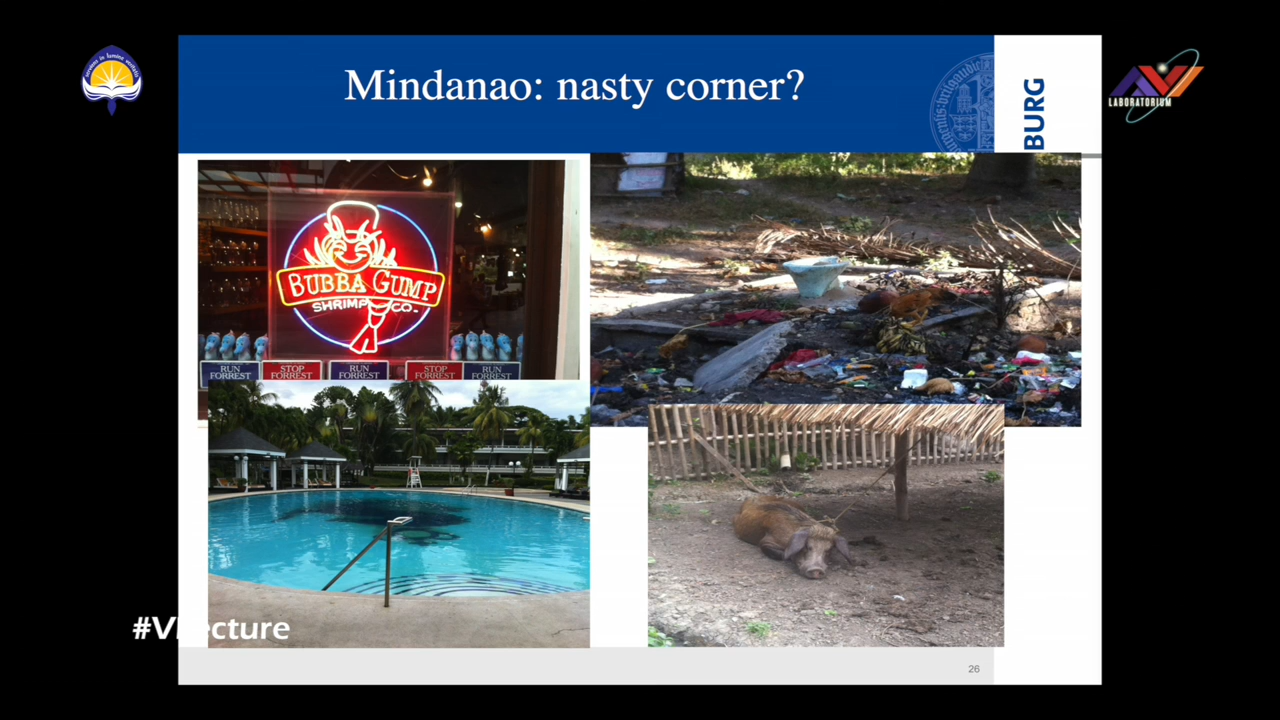 Mindanao: nasty corner?
BURG
LABORATORIUM
BUBBA GUMP
SHRIMP CO.
RUN
FORREST
STOP
FORREST
RUN
FORREST
STOP
FORREST
RUN
FORREST
26